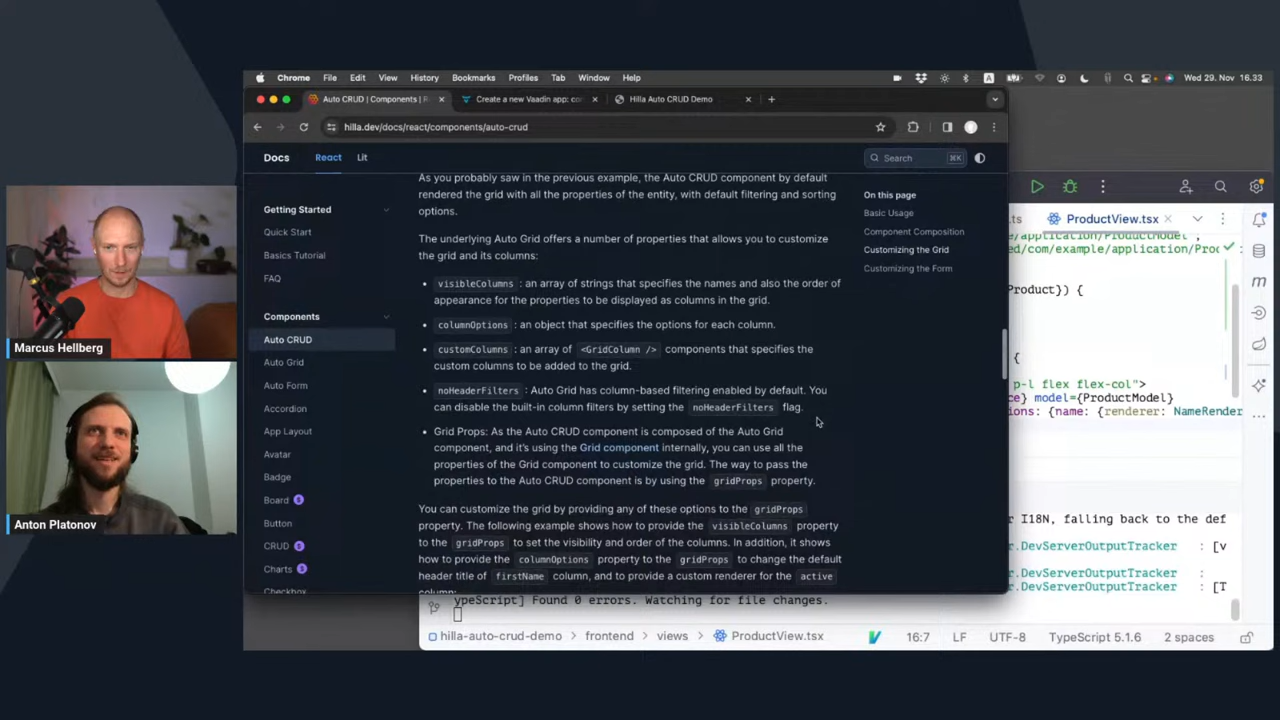 Chrome File Edit View History Bookmarks Profiles Tab Window Help
A
Wed 29. Nov 16.33
Auto CRUD | Components | R
Create a new Vaadin app: co
Hilla Auto CRUD Demo
hilla.dev/docs/react/components/auto-crud
Docs React Lit
Search ⌘K
Getting Started
Quick Start
Basics Tutorial
FAQ
Components
Auto CRUD
Auto Grid
Auto Form
Accordion
App Layout
Avatar
Badge
Board $
Button
CRUD $
Charts $
Checkbox
As you probably saw in the previous example, the Auto CRUD component by default
rendered the grid with all the properties of the entity, with default filtering and sorting
options.
The underlying Auto Grid offers a number of properties that allows you to customize
the grid and its columns:
• visibleColumns : an array of strings that specifies the names and also the order of
appearance for the properties to be displayed as columns in the grid.
• columnOptions : an object that specifies the options for each column.
• customColumns : an array of <GridColumn /> components that specifies the
custom columns to be added to the grid.
• noHeaderFilters : Auto Grid has column-based filtering enabled by default. You
can disable the built-in column filters by setting the noHeaderFilters flag.
• Grid Props: As the Auto CRUD component is composed of the Auto Grid
component, and it's using the Grid component internally, you can use all the
properties of the Grid component to customize the grid. The way to pass the
properties to the Auto CRUD component is by using the gridProps property.
You can customize the grid by providing any of these options to the gridProps
property. The following example shows how to provide the visibleColumns property
to the gridProps to set the visibility and order of the columns. In addition, it shows
how to provide the columnOptions property to the gridProps to change the default
header title of firstName column, and to provide a custom renderer for the active
column:
On this page
Basic Usage
Component Composition
Customizing the Grid
Customizing the Form
.ts
ProductView.tsx
e/application/ProductModel";
ed/com/example/application/Proc
Product}) {
{
p-l flex flex-col">
ce} model={ProductModel}
ions: {name: {renderer: NameRender
or I18N, falling back to the def
r.DevServerOutputTracker : [v
r.DevServerOutputTracker :
r.DevServerOutputTracker : [T
ypeScript] Found 0 errors. Watching for file changes.
hilla-auto-crud-demo > frontend > views > ProductView.tsx
16:7 LF UTF-8 TypeScript 5.1.6 2 spaces
Marcus Hellberg
Anton Platonov